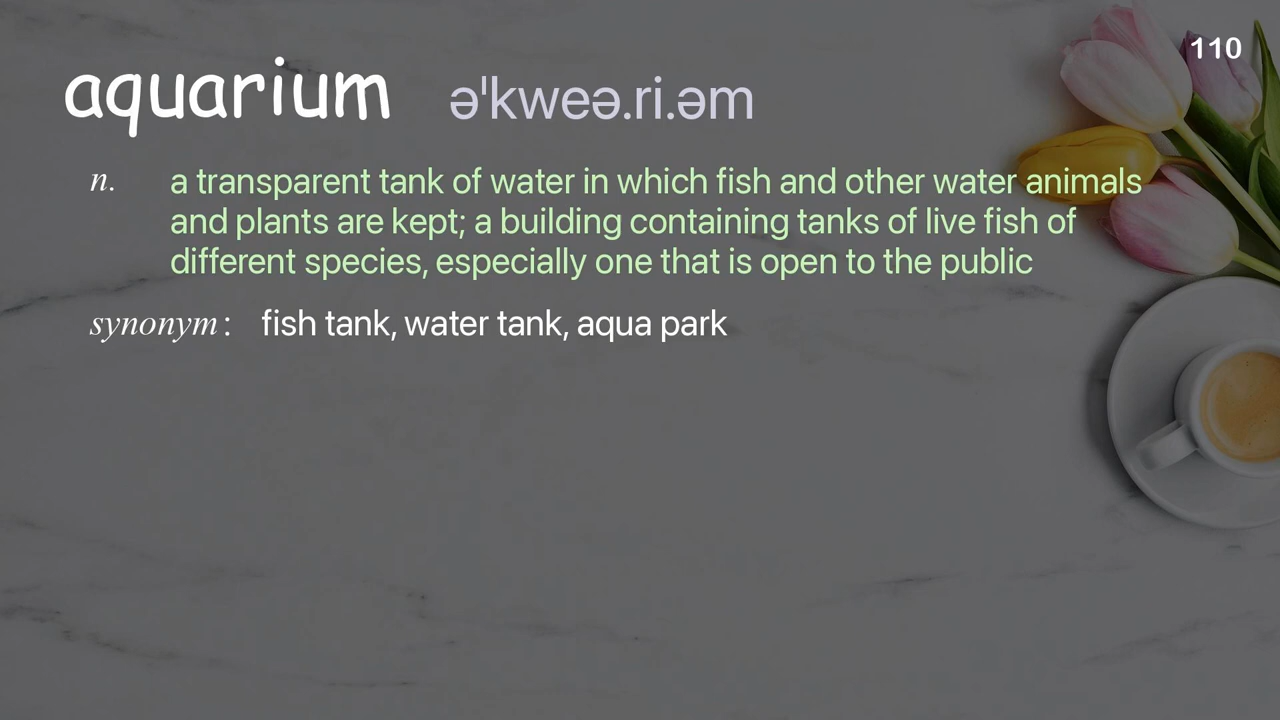 110
aquarium əˈkweə.ri.əm
n. a transparent tank of water in which fish and other water animals
and plants are kept; a building containing tanks of live fish of
different species, especially one that is open to the public
synonym: fish tank, water tank, aqua park